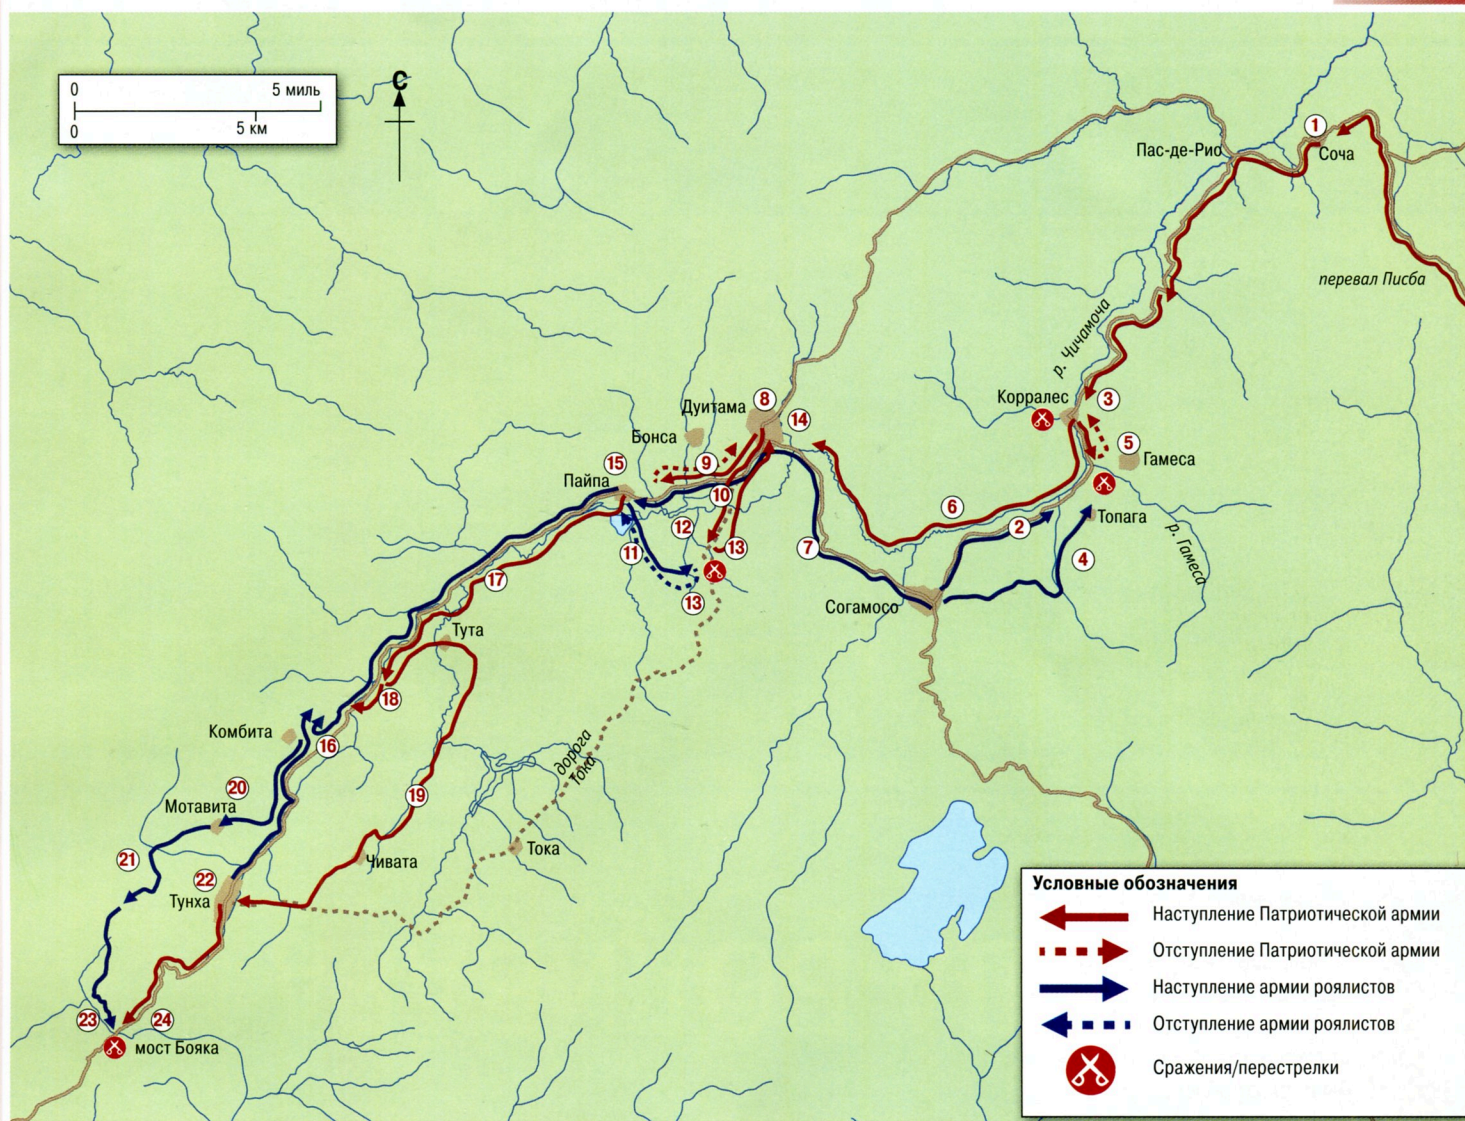 0
5 миль
0
5 км
С
1
Соча
Пас-де-Рио
перевал Писба
р. Чичамоча
Корралес
3
8
Дуитама
14
Бонса
5
Гамеса
15
9
Пайпа
10
6
2
Топага
12
р. Гамеса
11
13
7
4
17
13
Согамосо
Тута
18
Комбита
16
дорога
Тока
20
19
Мотавита
21
Чивата
Тока
22
Тунха
23
24
мост Бояка
Условные обозначения
Наступление Патриотической армии
Отступление Патриотической армии
Наступление армии роялистов
Отступление армии роялистов
Сражения/перестрелки